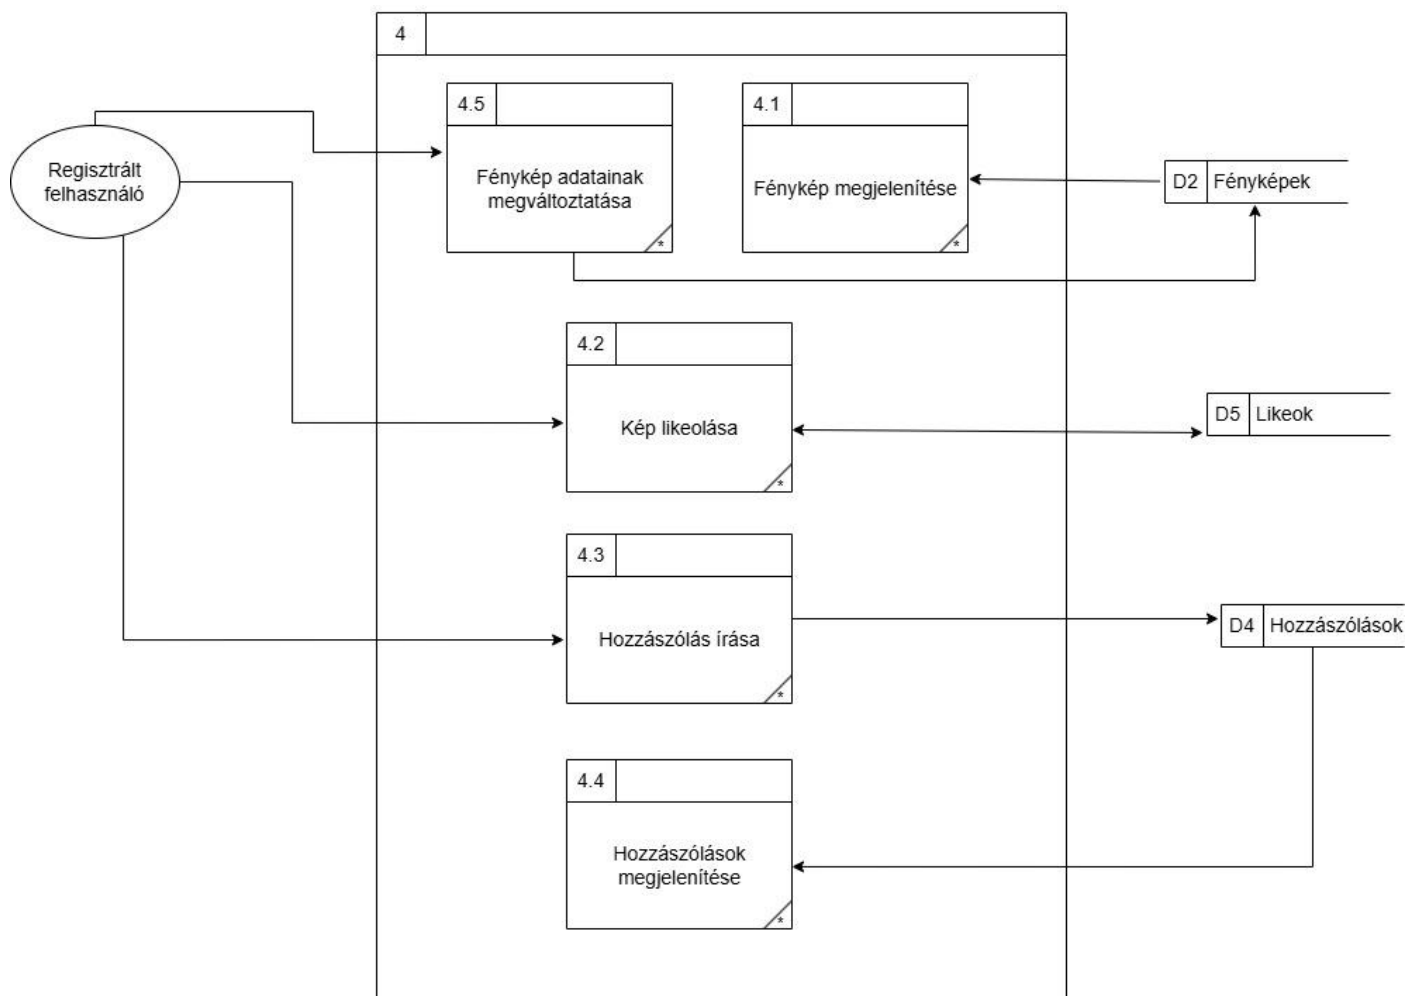 4
4.5
4.1
Regisztrált
felhasználó
Fénykép adatainak
megváltoztatása
*
Fénykép megjelenítése
*
D2 Fényképek
4.2
Kép likeolása
*
D5 Likeok
4.3
Hozzászólás írása
*
D4 Hozzászólások
4.4
Hozzászólások
megjelenítése
*